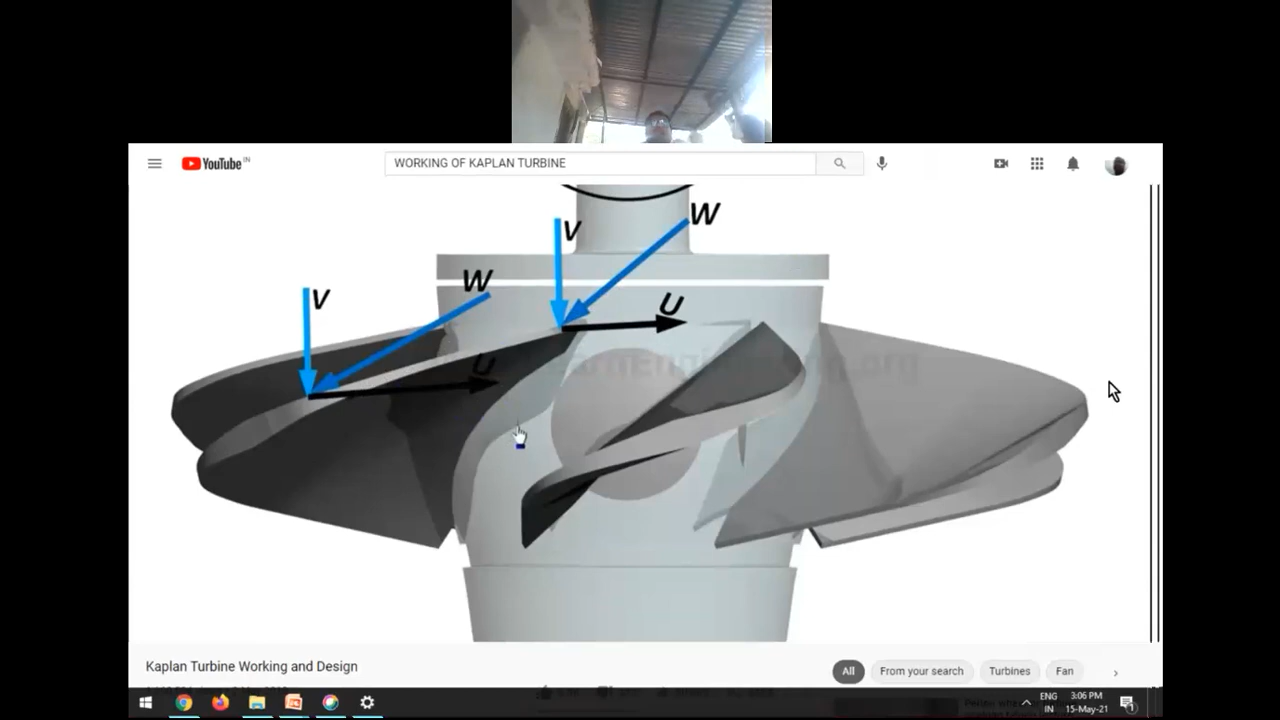 YouTube IN
WORKING OF KAPLAN TURBINE
V
W
V
W
U
U
Kaplan Turbine Working and Design
All
From your search
Turbines
Fan
ENG
IN
3:06 PM
15-May-21